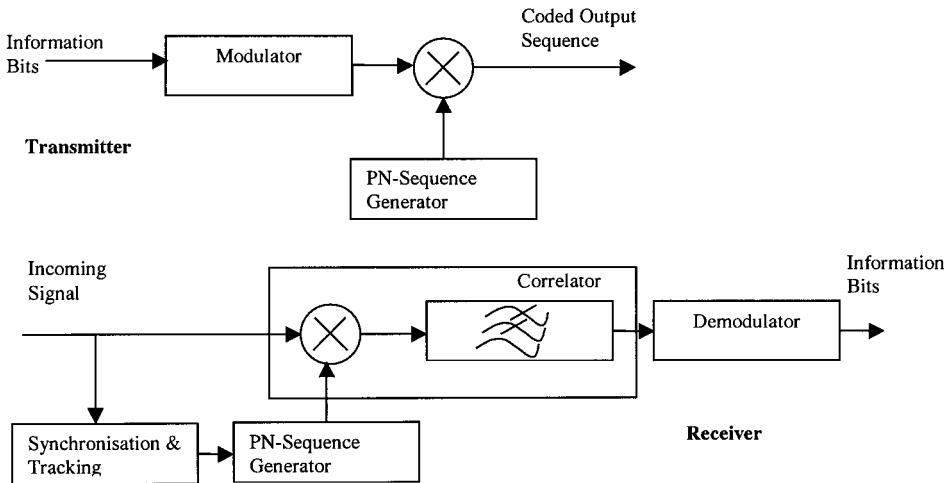 Coded Output
Sequence
Information
Bits
Modulator
Transmitter
PN-Sequence
Generator
Incoming
Signal
Correlator
Information
Bits
Demodulator
Synchronisation &
Tracking
PN-Sequence
Generator
Receiver